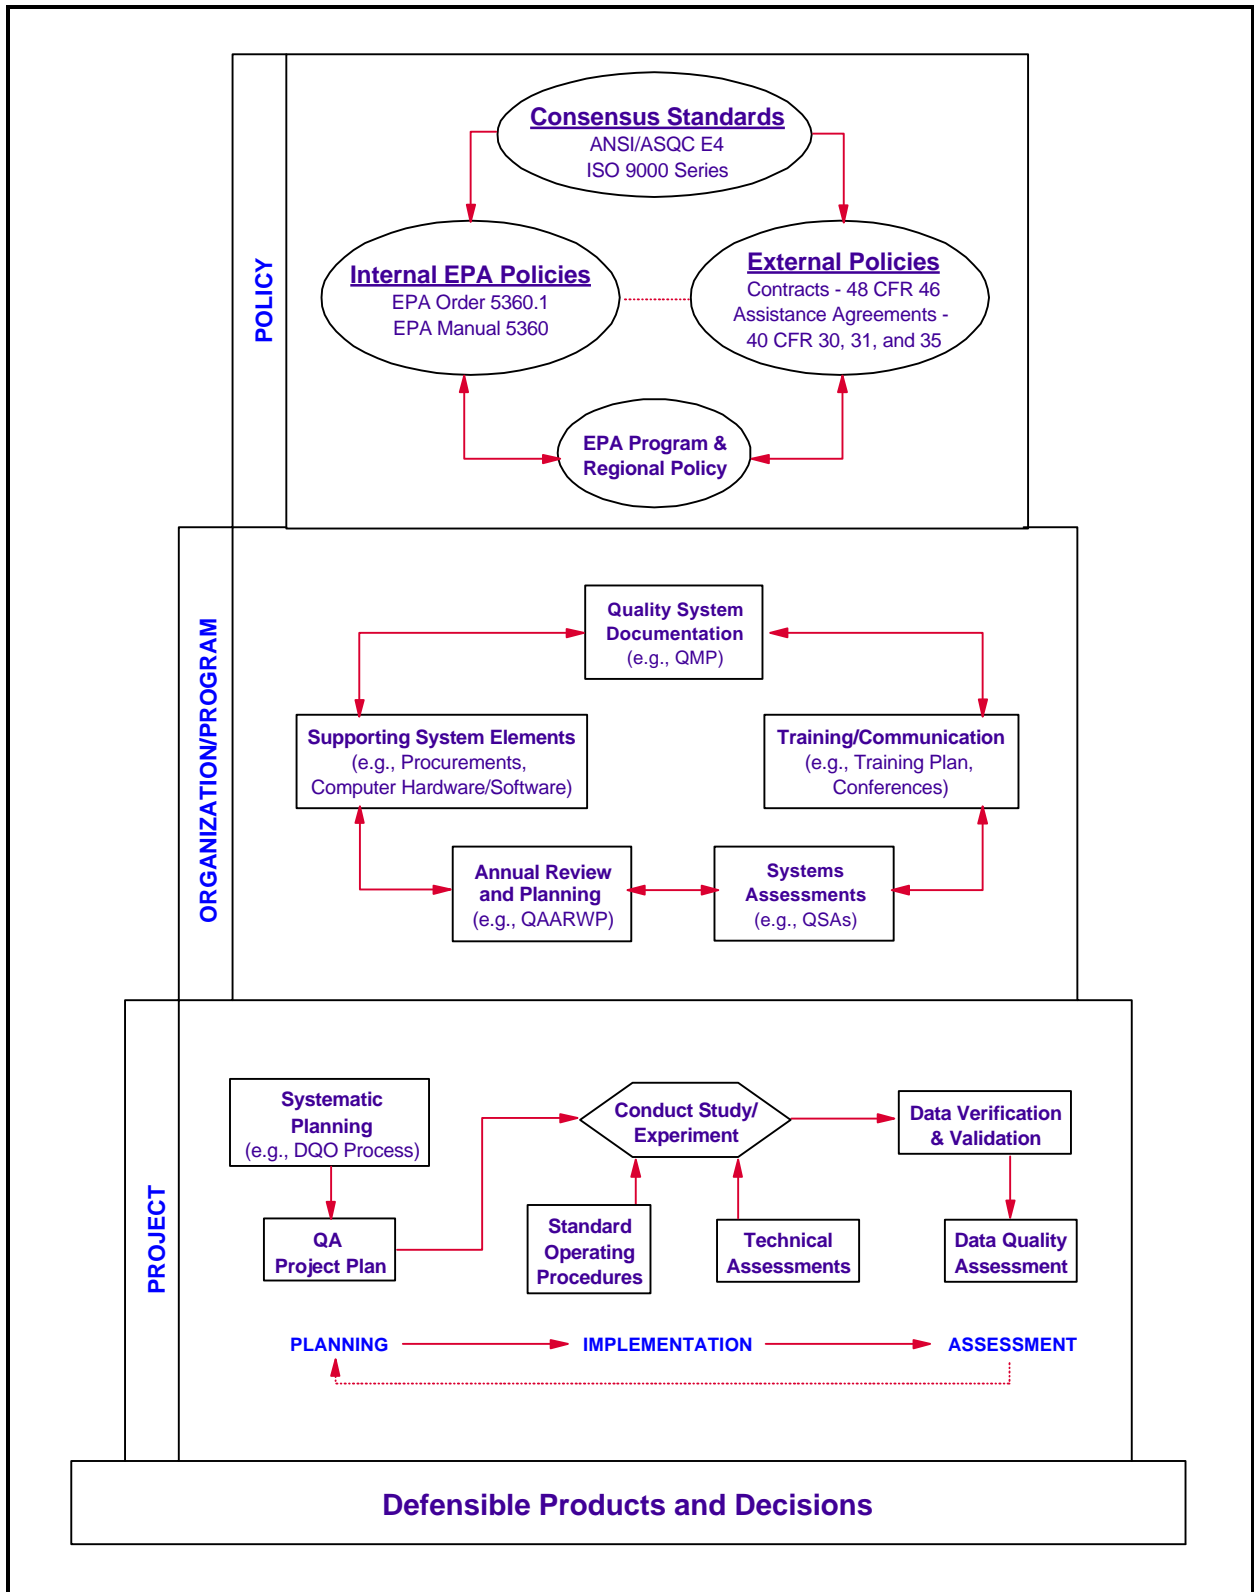 POLICY
Consensus Standards
ANSI/ASQC E4
ISO 9000 Series
Internal EPA Policies
EPA Order 5360.1
EPA Manual 5360
External Policies
Contracts - 48 CFR 46
Assistance Agreements -
40 CFR 30, 31, and 35
EPA Program &
Regional Policy
ORGANIZATION/PROGRAM
Quality System
Documentation
(e.g., QMP)
Supporting System Elements
(e.g., Procurements,
Computer Hardware/Software)
Training/Communication
(e.g., Training Plan,
Conferences)
Annual Review
and Planning
(e.g., QAARWP)
Systems
Assessments
(e.g., QSAs)
PROJECT
Systematic
Planning
(e.g., DQO Process)
QA
Project Plan
Conduct Study/
Experiment
Standard
Operating
Procedures
Technical
Assessments
Data Verification
& Validation
Data Quality
Assessment
PLANNING
IMPLEMENTATION
ASSESSMENT
Defensible Products and Decisions